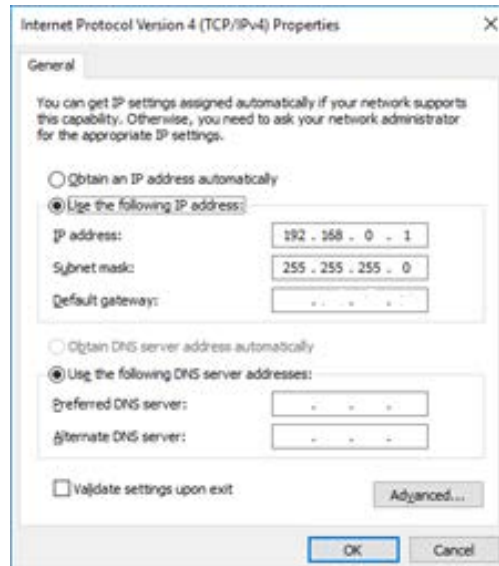 Internet Protocol Version 4 (TCP/IPv4) Properties
General
You can get IP settings assigned automatically if your network supports
this capability. Otherwise, you need to ask your network administrator
for the appropriate IP settings.
Obtain an IP address automatically
Use the following IP address:
IP address: 192 . 168 . 0 . 1
Subnet mask: 255 . 255 . 255 . 0
Default gateway: . . .
Obtain DNS server address automatically
Use the following DNS server addresses:
Preferred DNS server: . . .
Alternate DNS server: . . .
Validate settings upon exit
Advanced...
OK Cancel